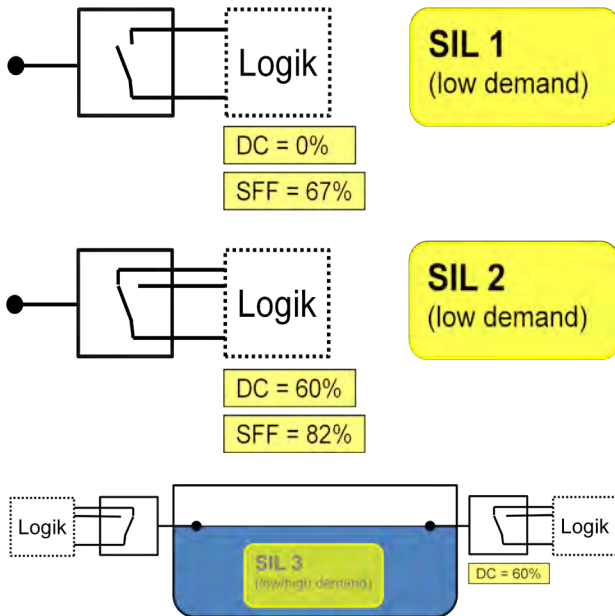 Logik
SIL 1
(low demand)
DC = 0%
SFF = 67%
Logik
SIL 2
(low demand)
DC = 60%
SFF = 82%
Logik
SIL 3
(low/high demand)
Logik
DC = 60%